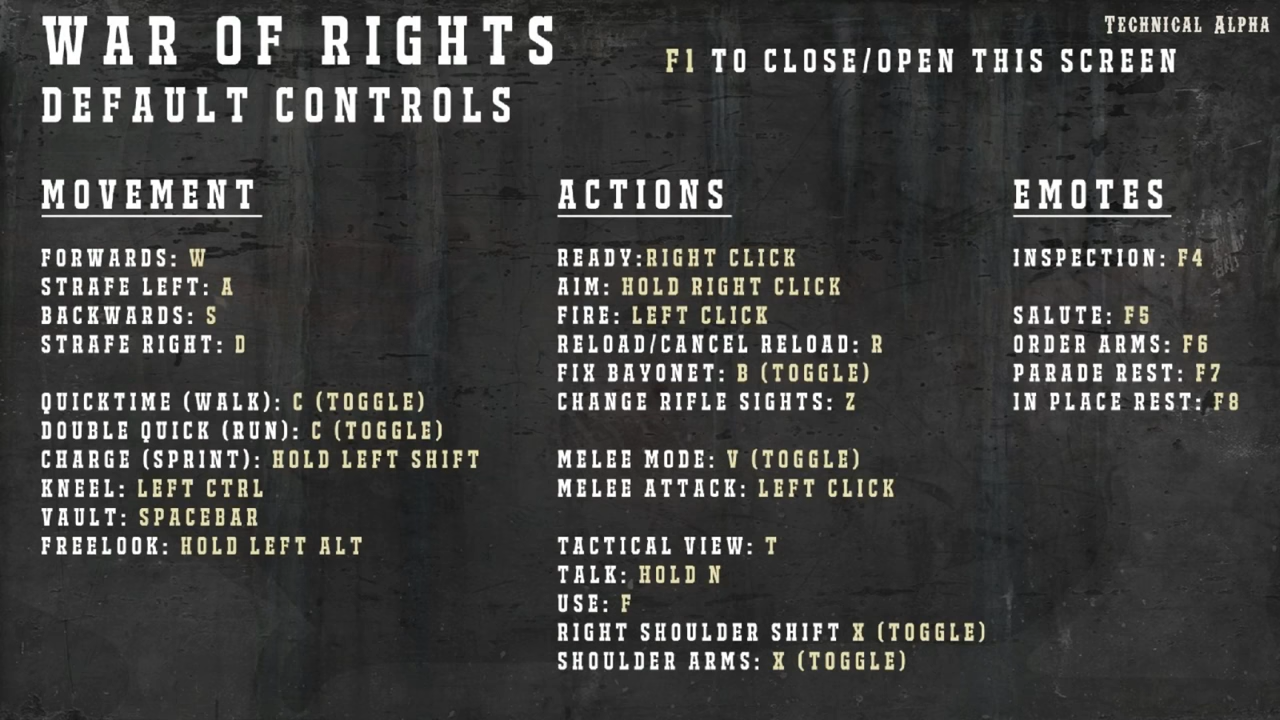 WAR OF RIGHTS
DEFAULT CONTROLS
TECHNICAL ALPHA
F1 TO CLOSE/OPEN THIS SCREEN
MOVEMENT
FORWARDS: W
STRAFE LEFT: A
BACKWARDS: S
STRAFE RIGHT: D
QUICKTIME (WALK): C (TOGGLE)
DOUBLE QUICK (RUN): C (TOGGLE)
CHARGE (SPRINT): HOLD LEFT SHIFT
KNEEL: LEFT CTRL
VAULT: SPACEBAR
FREELOOK: HOLD LEFT ALT
ACTIONS
READY:RIGHT CLICK
AIM: HOLD RIGHT CLICK
FIRE: LEFT CLICK
RELOAD/CANCEL RELOAD: R
FIX BAYONET: B (TOGGLE)
CHANGE RIFLE SIGHTS: Z
MELEE MODE: V (TOGGLE)
MELEE ATTACK: LEFT CLICK
TACTICAL VIEW: T
TALK: HOLD N
USE: F
RIGHT SHOULDER SHIFT X (TOGGLE)
SHOULDER ARMS: X (TOGGLE)
EMOTES
INSPECTION: F4
SALUTE: F5
ORDER ARMS: F6
PARADE REST: F7
IN PLACE REST: F8